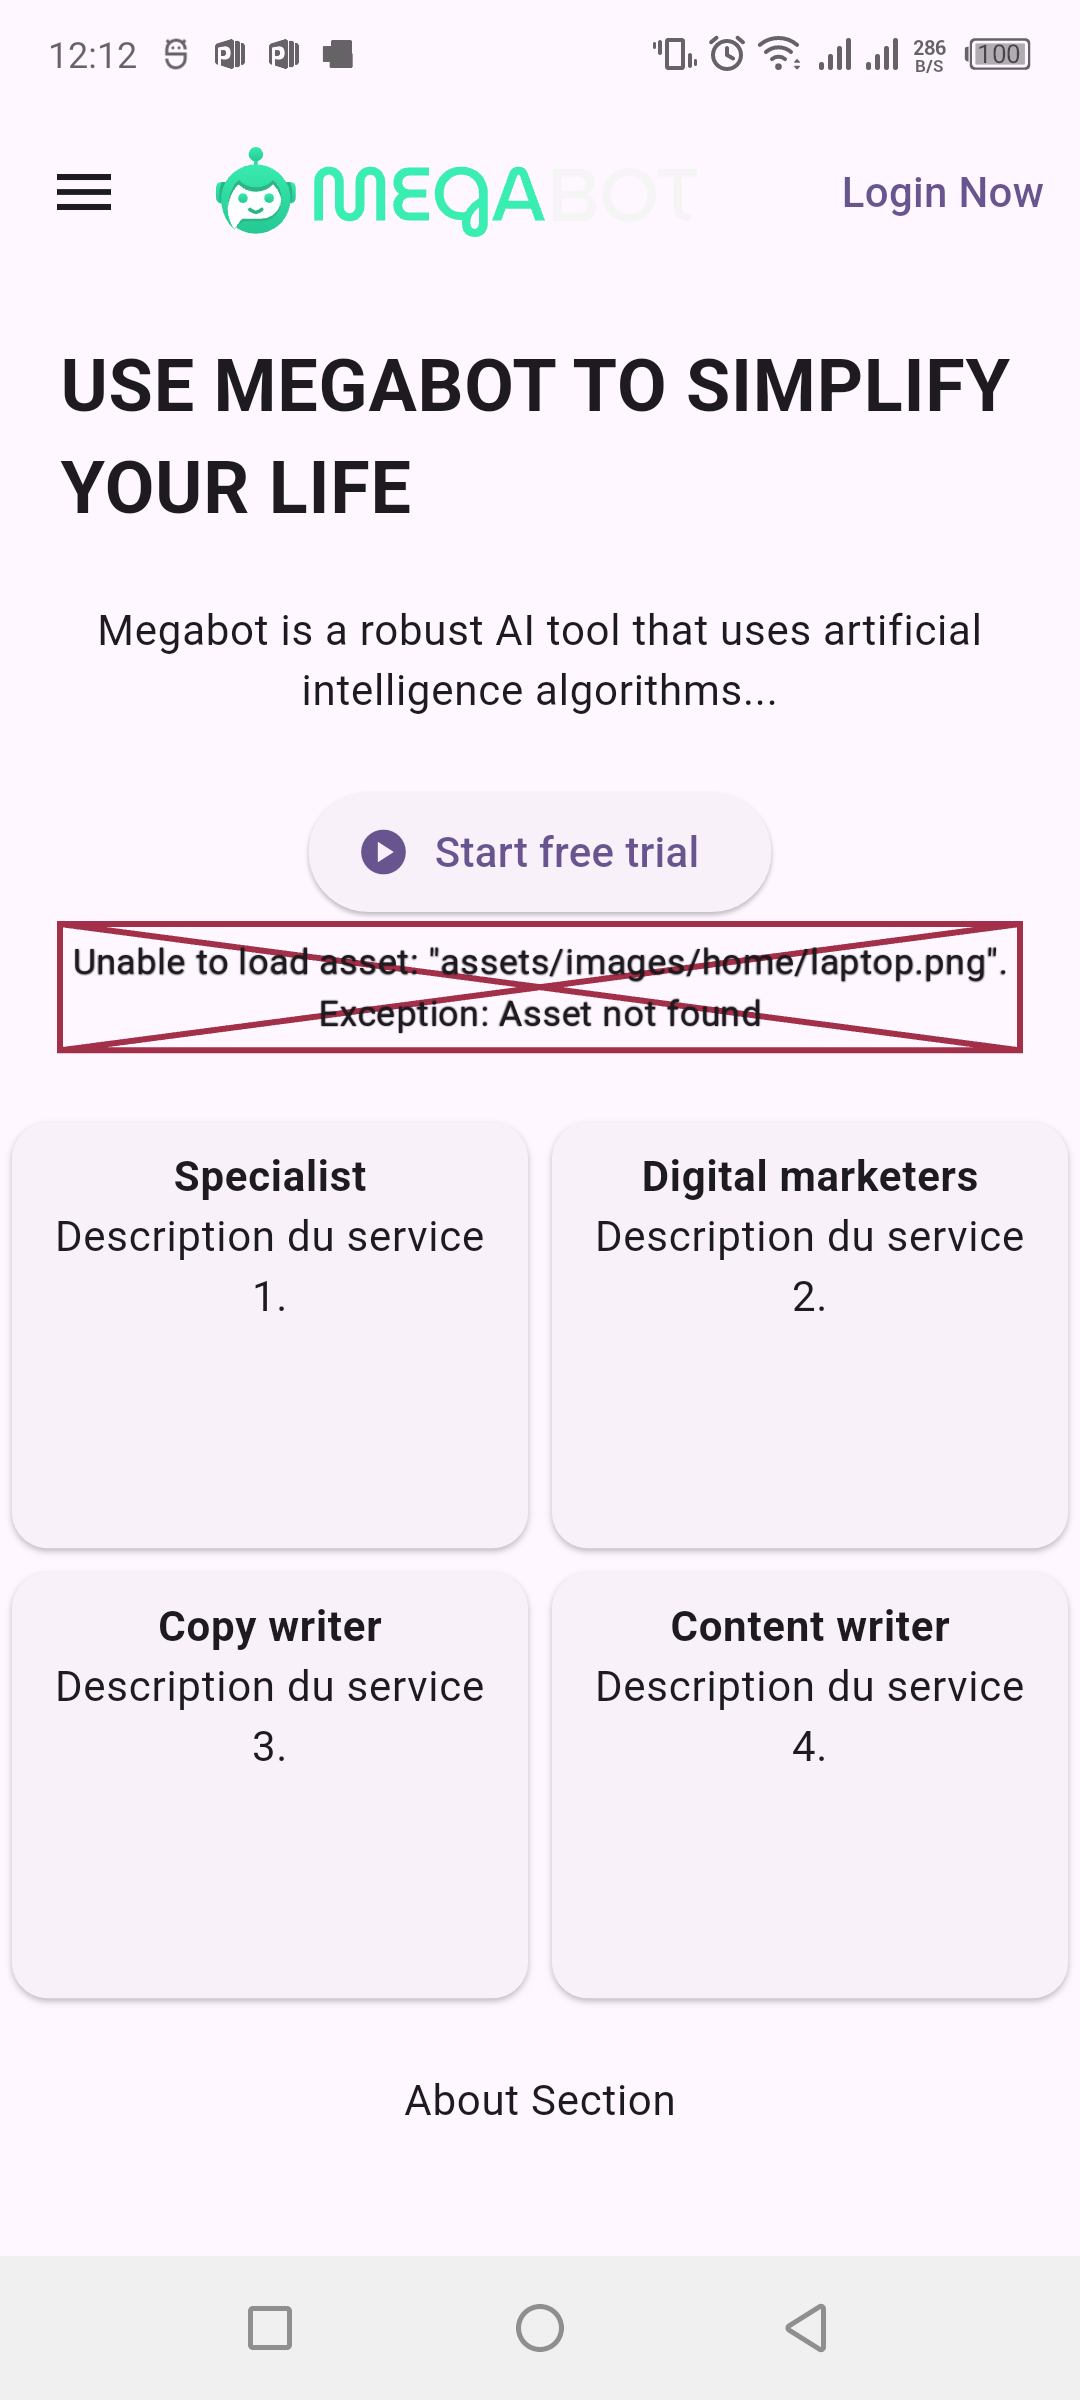 12:12
286
B/S
100
MEGABOT
Login Now
USE MEGABOT TO SIMPLIFY
YOUR LIFE
Megabot is a robust AI tool that uses artificial
intelligence algorithms...
Start free trial
Unable to load asset: "assets/images/home/laptop.png".
Exception: Asset not found
Specialist
Description du service
1.
Digital marketers
Description du service
2.
Copy writer
Description du service
3.
Content writer
Description du service
4.
About Section